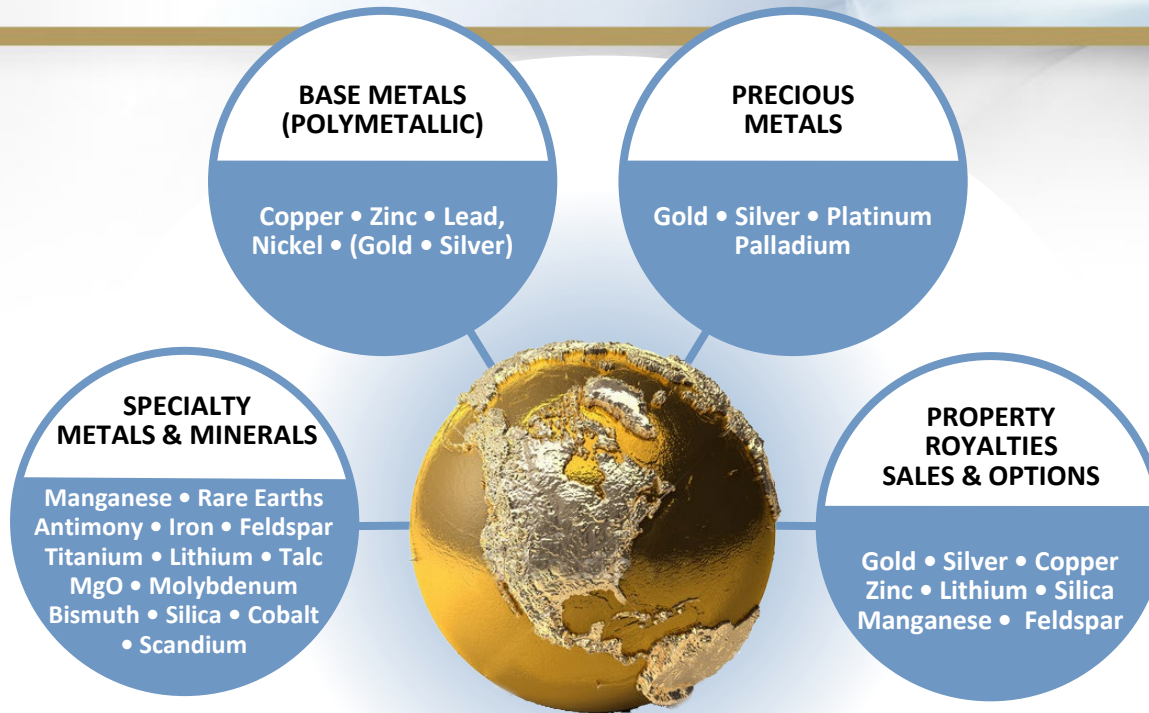 BASE METALS
(POLYMETALLIC)
Copper • Zinc • Lead,
Nickel • (Gold • Silver)
PRECIOUS
METALS
Gold • Silver • Platinum
Palladium
SPECIALTY
METALS & MINERALS
Manganese • Rare Earths
Antimony • Iron • Feldspar
Titanium • Lithium • Talc
MgO • Molybdenum
Bismuth • Silica • Cobalt
• Scandium
PROPERTY
ROYALTIES
SALES & OPTIONS
Gold • Silver • Copper
Zinc • Lithium • Silica
Manganese • Feldspar